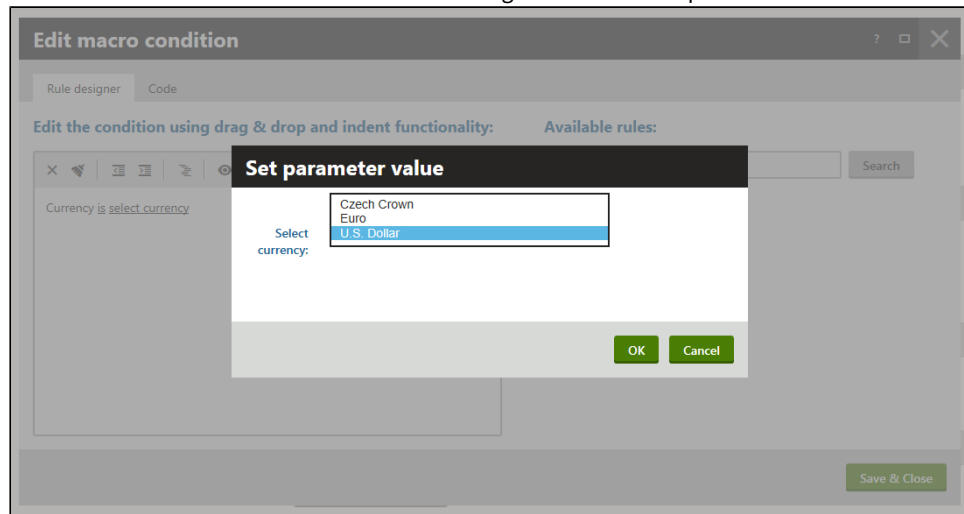 Edit macro condition
?
Rule designer Code
Edit the condition using drag & drop and indent functionality: Available rules:
Search
Set parameter value
Currency is select currency
Select currency:
Czech Crown
Euro
U.S. Dollar
OK Cancel
Save & Close